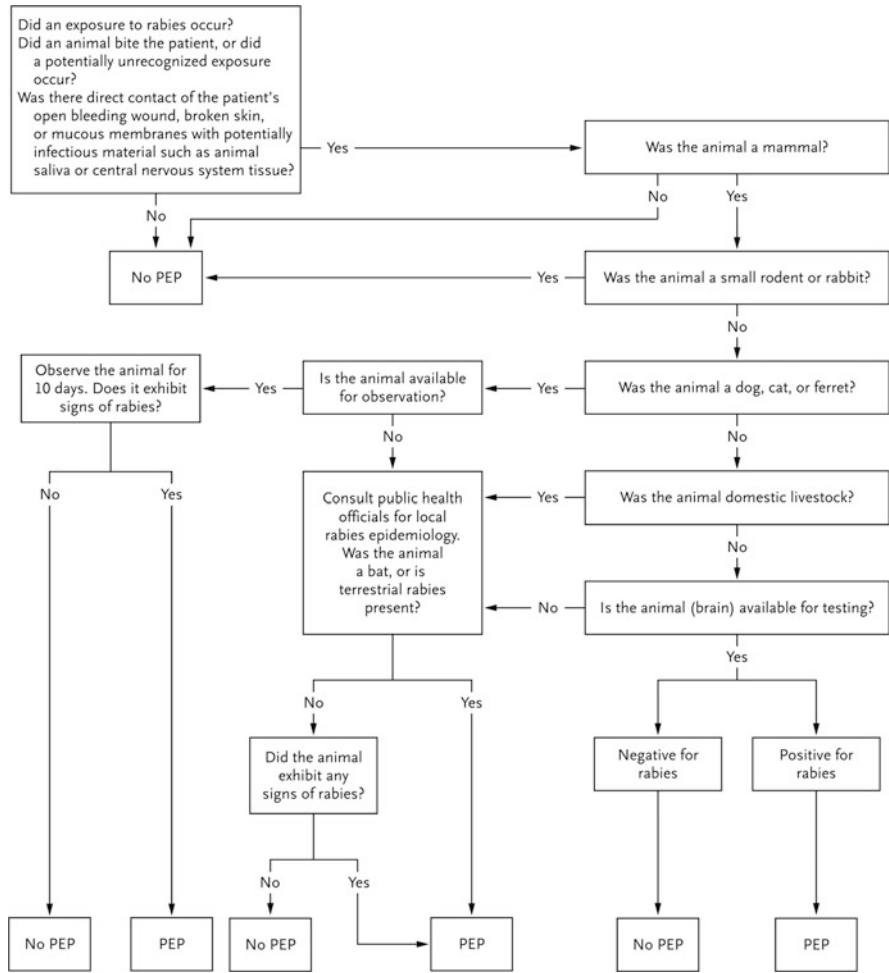 Did an exposure to rabies occur?
Did an animal bite the patient, or did
a potentially unrecognized exposure
occur?
Was there direct contact of the patient's
open bleeding wound, broken skin,
or mucous membranes with potentially
infectious material such as animal
saliva or central nervous system tissue?
Yes
Was the animal a mammal?
No
No
Yes
No PEP
Yes
Was the animal a small rodent or rabbit?
No
Observe the animal for
10 days. Does it exhibit
signs of rabies?
Yes
Is the animal available
for observation?
Yes
Was the animal a dog, cat, or ferret?
No
No
No
Yes
Consult public health
officials for local
rabies epidemiology.
Was the animal
a bat, or is
terrestrial rabies
present?
Yes
Was the animal domestic livestock?
No
No
Is the animal (brain) available for testing?
Yes
No
Yes
Did the animal
exhibit any
signs of rabies?
Negative for
rabies
Positive for
rabies
No
Yes
No PEP
PEP
No PEP
PEP
No PEP
PEP